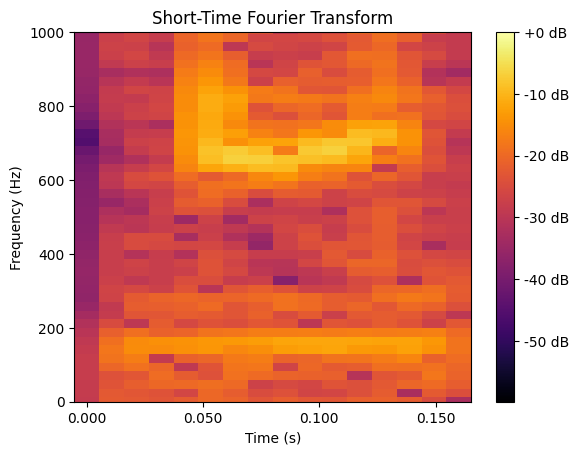 Short-Time Fourier Transform
1000
800
600
400
200
0
Frequency (Hz)
0.000
0.050
0.100
0.150
Time (s)
+0 dB
-10 dB
-20 dB
-30 dB
-40 dB
-50 dB